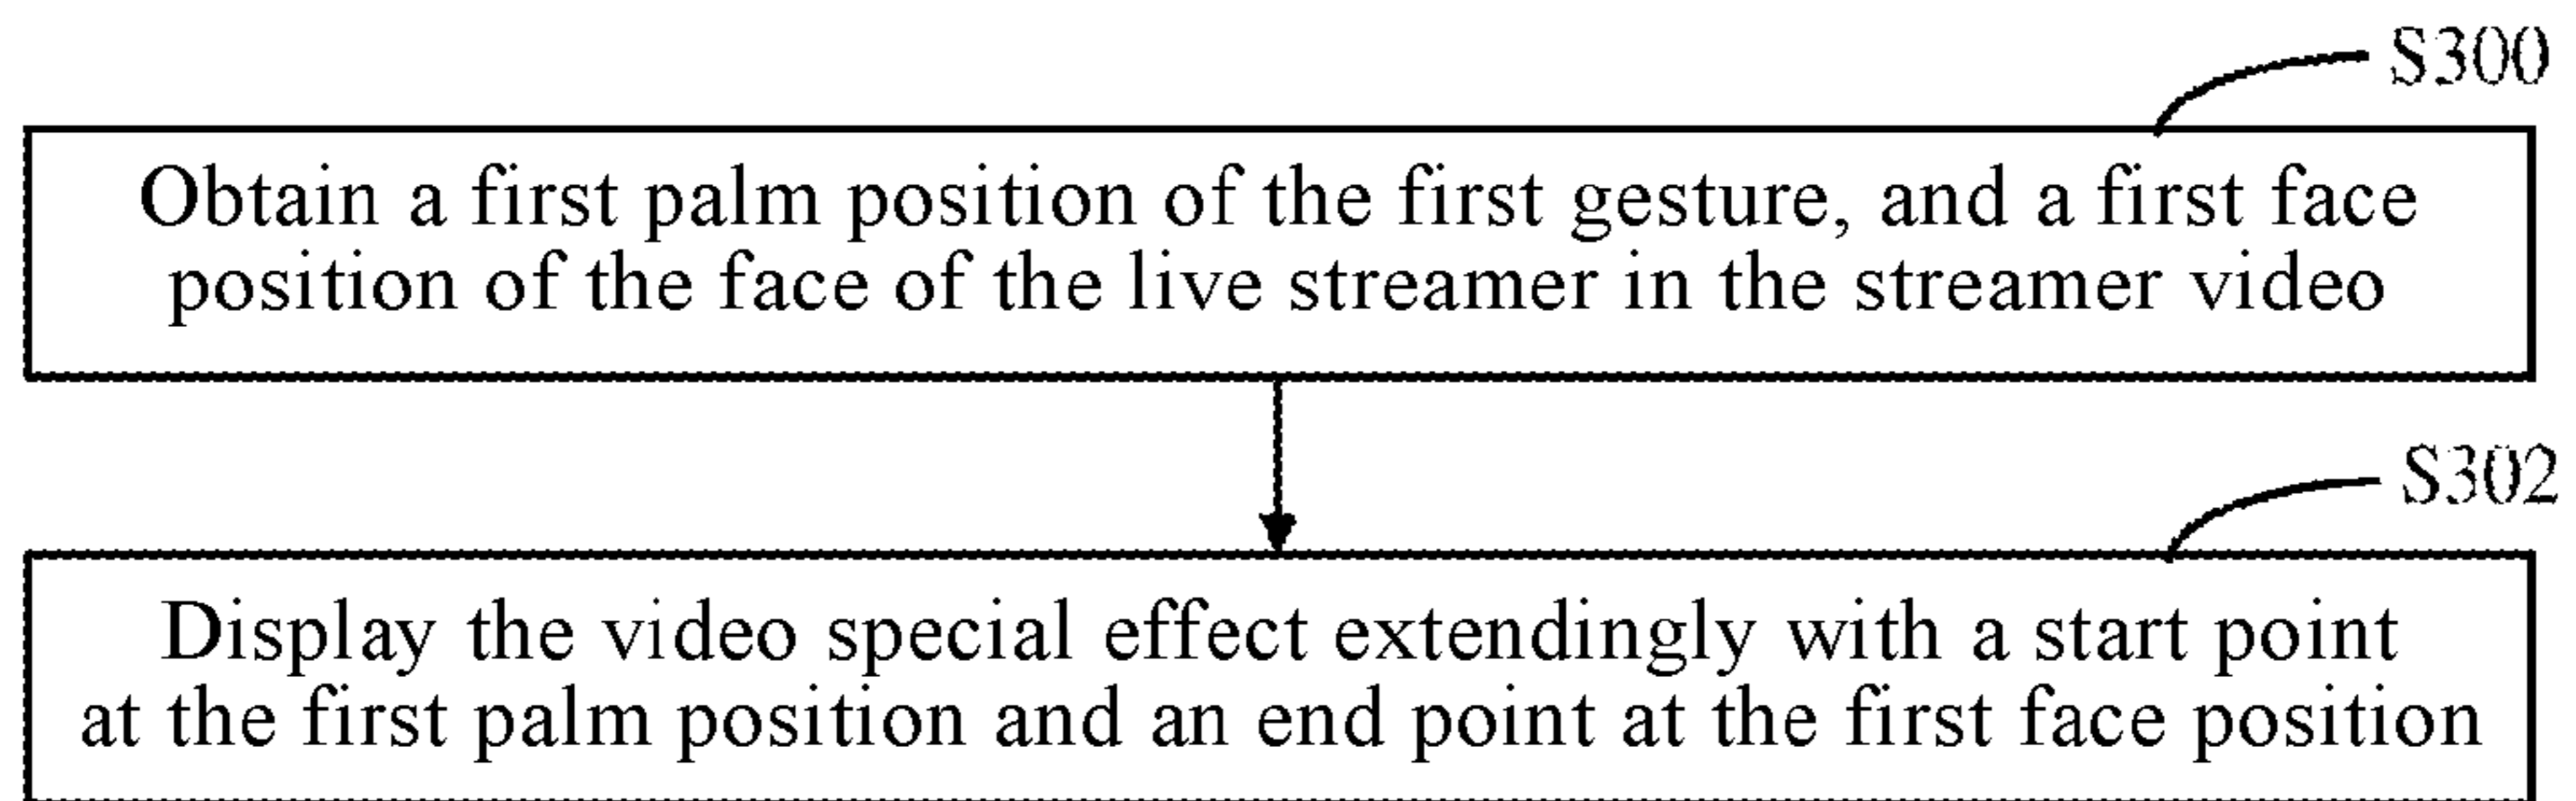 S300
Obtain a first palm position of the first gesture, and a first face
position of the face of the live streamer in the streamer video
S302
Display the video special effect extendingly with a start point
at the first palm position and an end point at the first face position